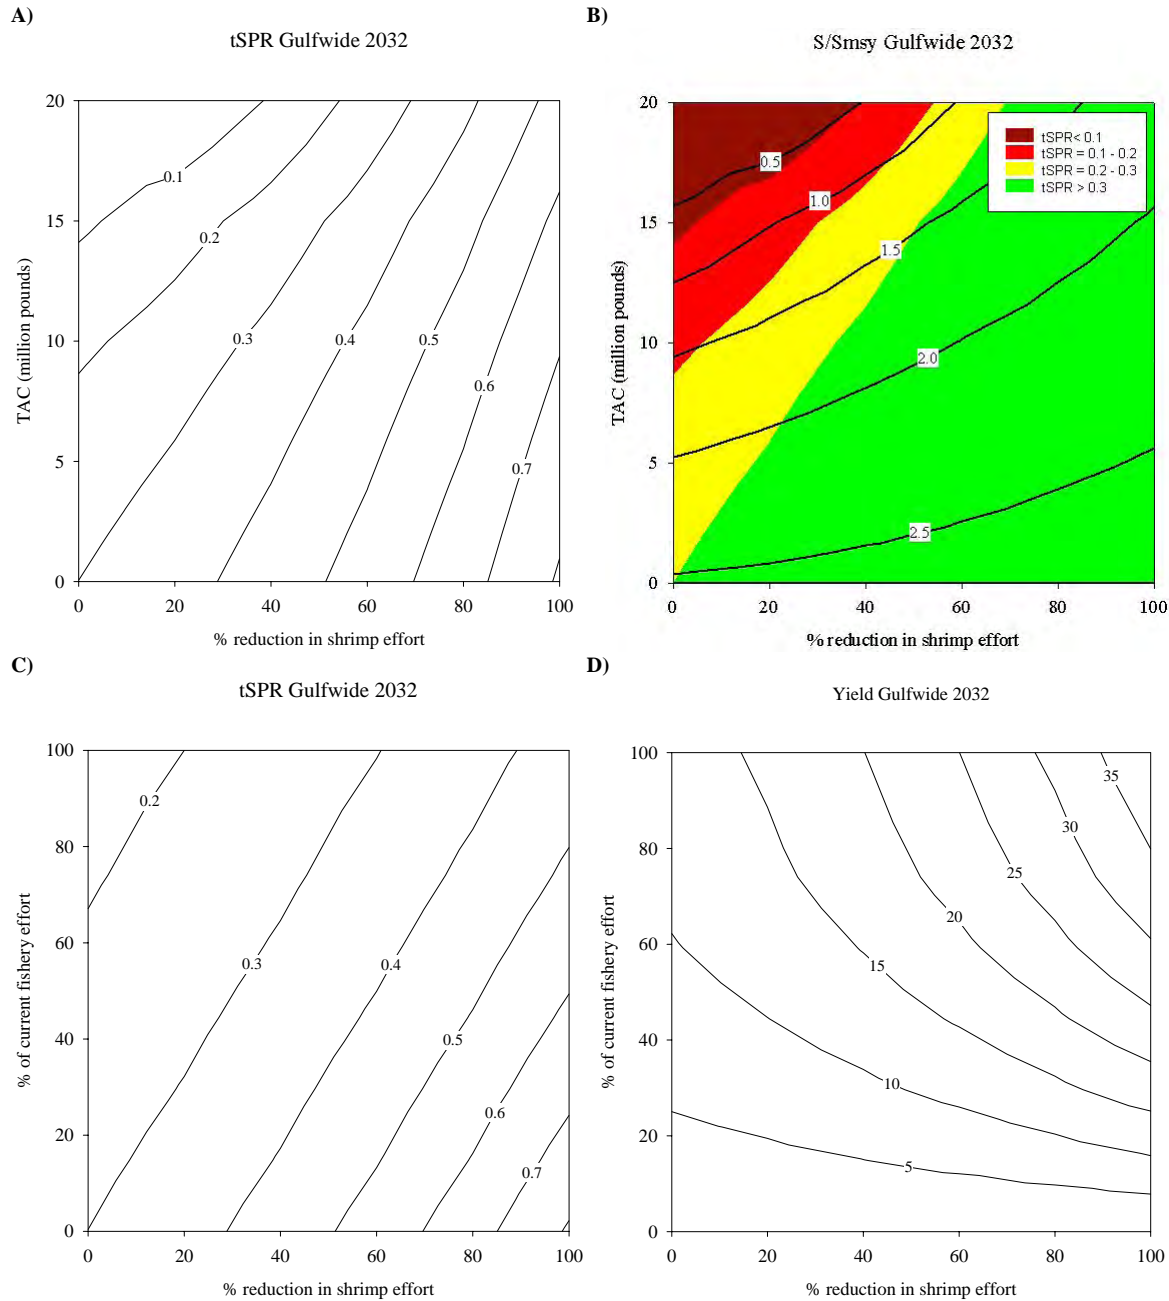 A)
tSPR Gulfwide 2032
20
15
10
5
0
TAC (million pounds)
0.1
0.2
0.3
0.4
0.5
0.6
0.7
0 20 40 60 80 100
% reduction in shrimp effort
B)
S/Smsy Gulfwide 2032
20
15
10
5
0
TAC (million pounds)
tSPR< 0.1
tSPR = 0.1 - 0.2
tSPR = 0.2 - 0.3
tSPR > 0.3
0.5
1.0
1.5
2.0
2.5
0 20 40 60 80 100
% reduction in shrimp effort
C)
tSPR Gulfwide 2032
100
80
60
40
20
0
% of current fishery effort
0.2
0.3
0.4
0.5
0.6
0.7
0 20 40 60 80 100
% reduction in shrimp effort
D)
Yield Gulfwide 2032
100
80
60
40
20
0
% of current fishery effort
35
30
25
20
15
10
5
0 20 40 60 80 100
% reduction in shrimp effort